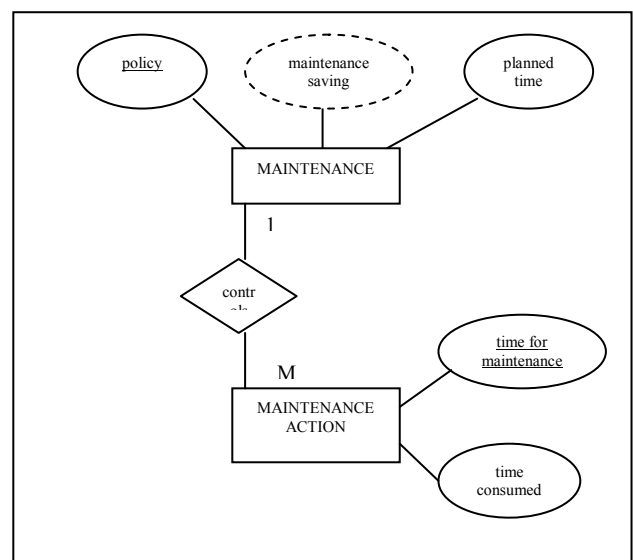 policy
maintenance
saving
planned
time
MAINTENANCE
1
contr
M
time for
maintenance
MAINTENANCE
ACTION
time
consumed